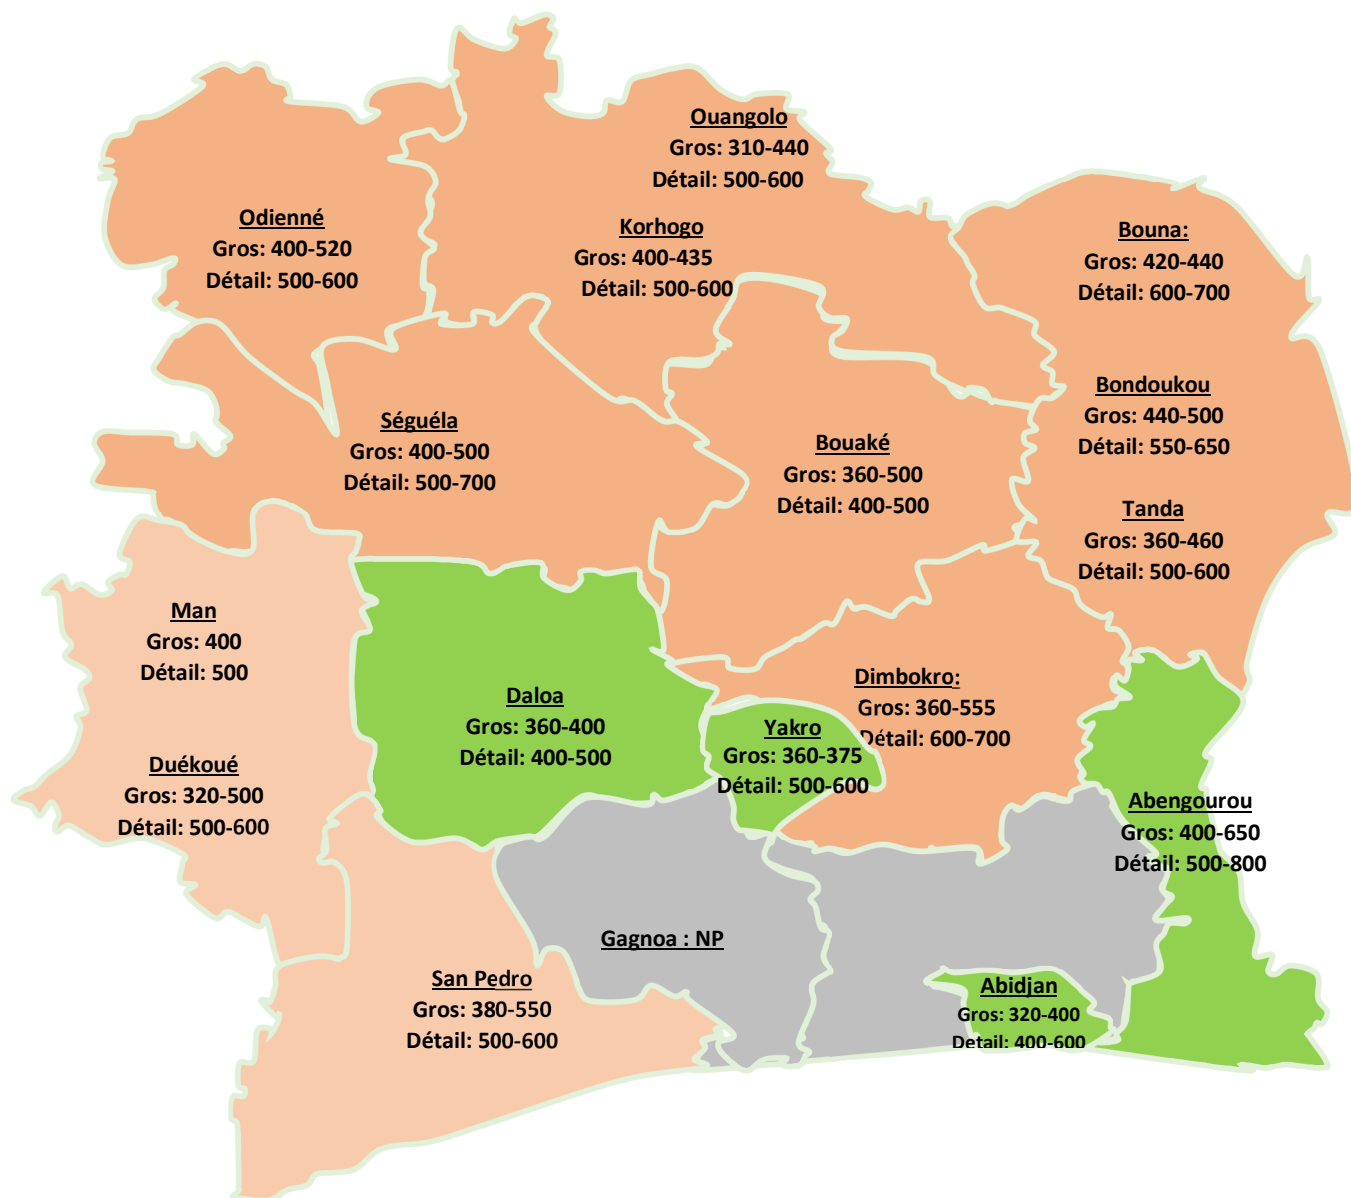 Ouangolo
Gros: 310-440
Détail: 500-600
Odienné
Gros: 400-520
Détail: 500-600
Korhogo
Gros: 400-435
Détail: 500-600
Bouna:
Gros: 420-440
Détail: 600-700
Séguéla
Gros: 400-500
Détail: 500-700
Bouaké
Gros: 360-500
Détail: 400-500
Bondoukou
Gros: 440-500
Détail: 550-650
Tanda
Gros: 360-460
Détail: 500-600
Man
Gros: 400
Détail: 500
Daloa
Gros: 360-400
Détail: 400-500
Yakro
Gros: 360-375
Détail: 500-600
Dimbokro:
Gros: 360-555
Détail: 600-700
Duékoué
Gros: 320-500
Détail: 500-600
Abengourou
Gros: 400-650
Détail: 500-800
Gagnoa : NP
San Pedro
Gros: 380-550
Détail: 500-600
Abidjan
Gros: 320-400
Detail: 400-600